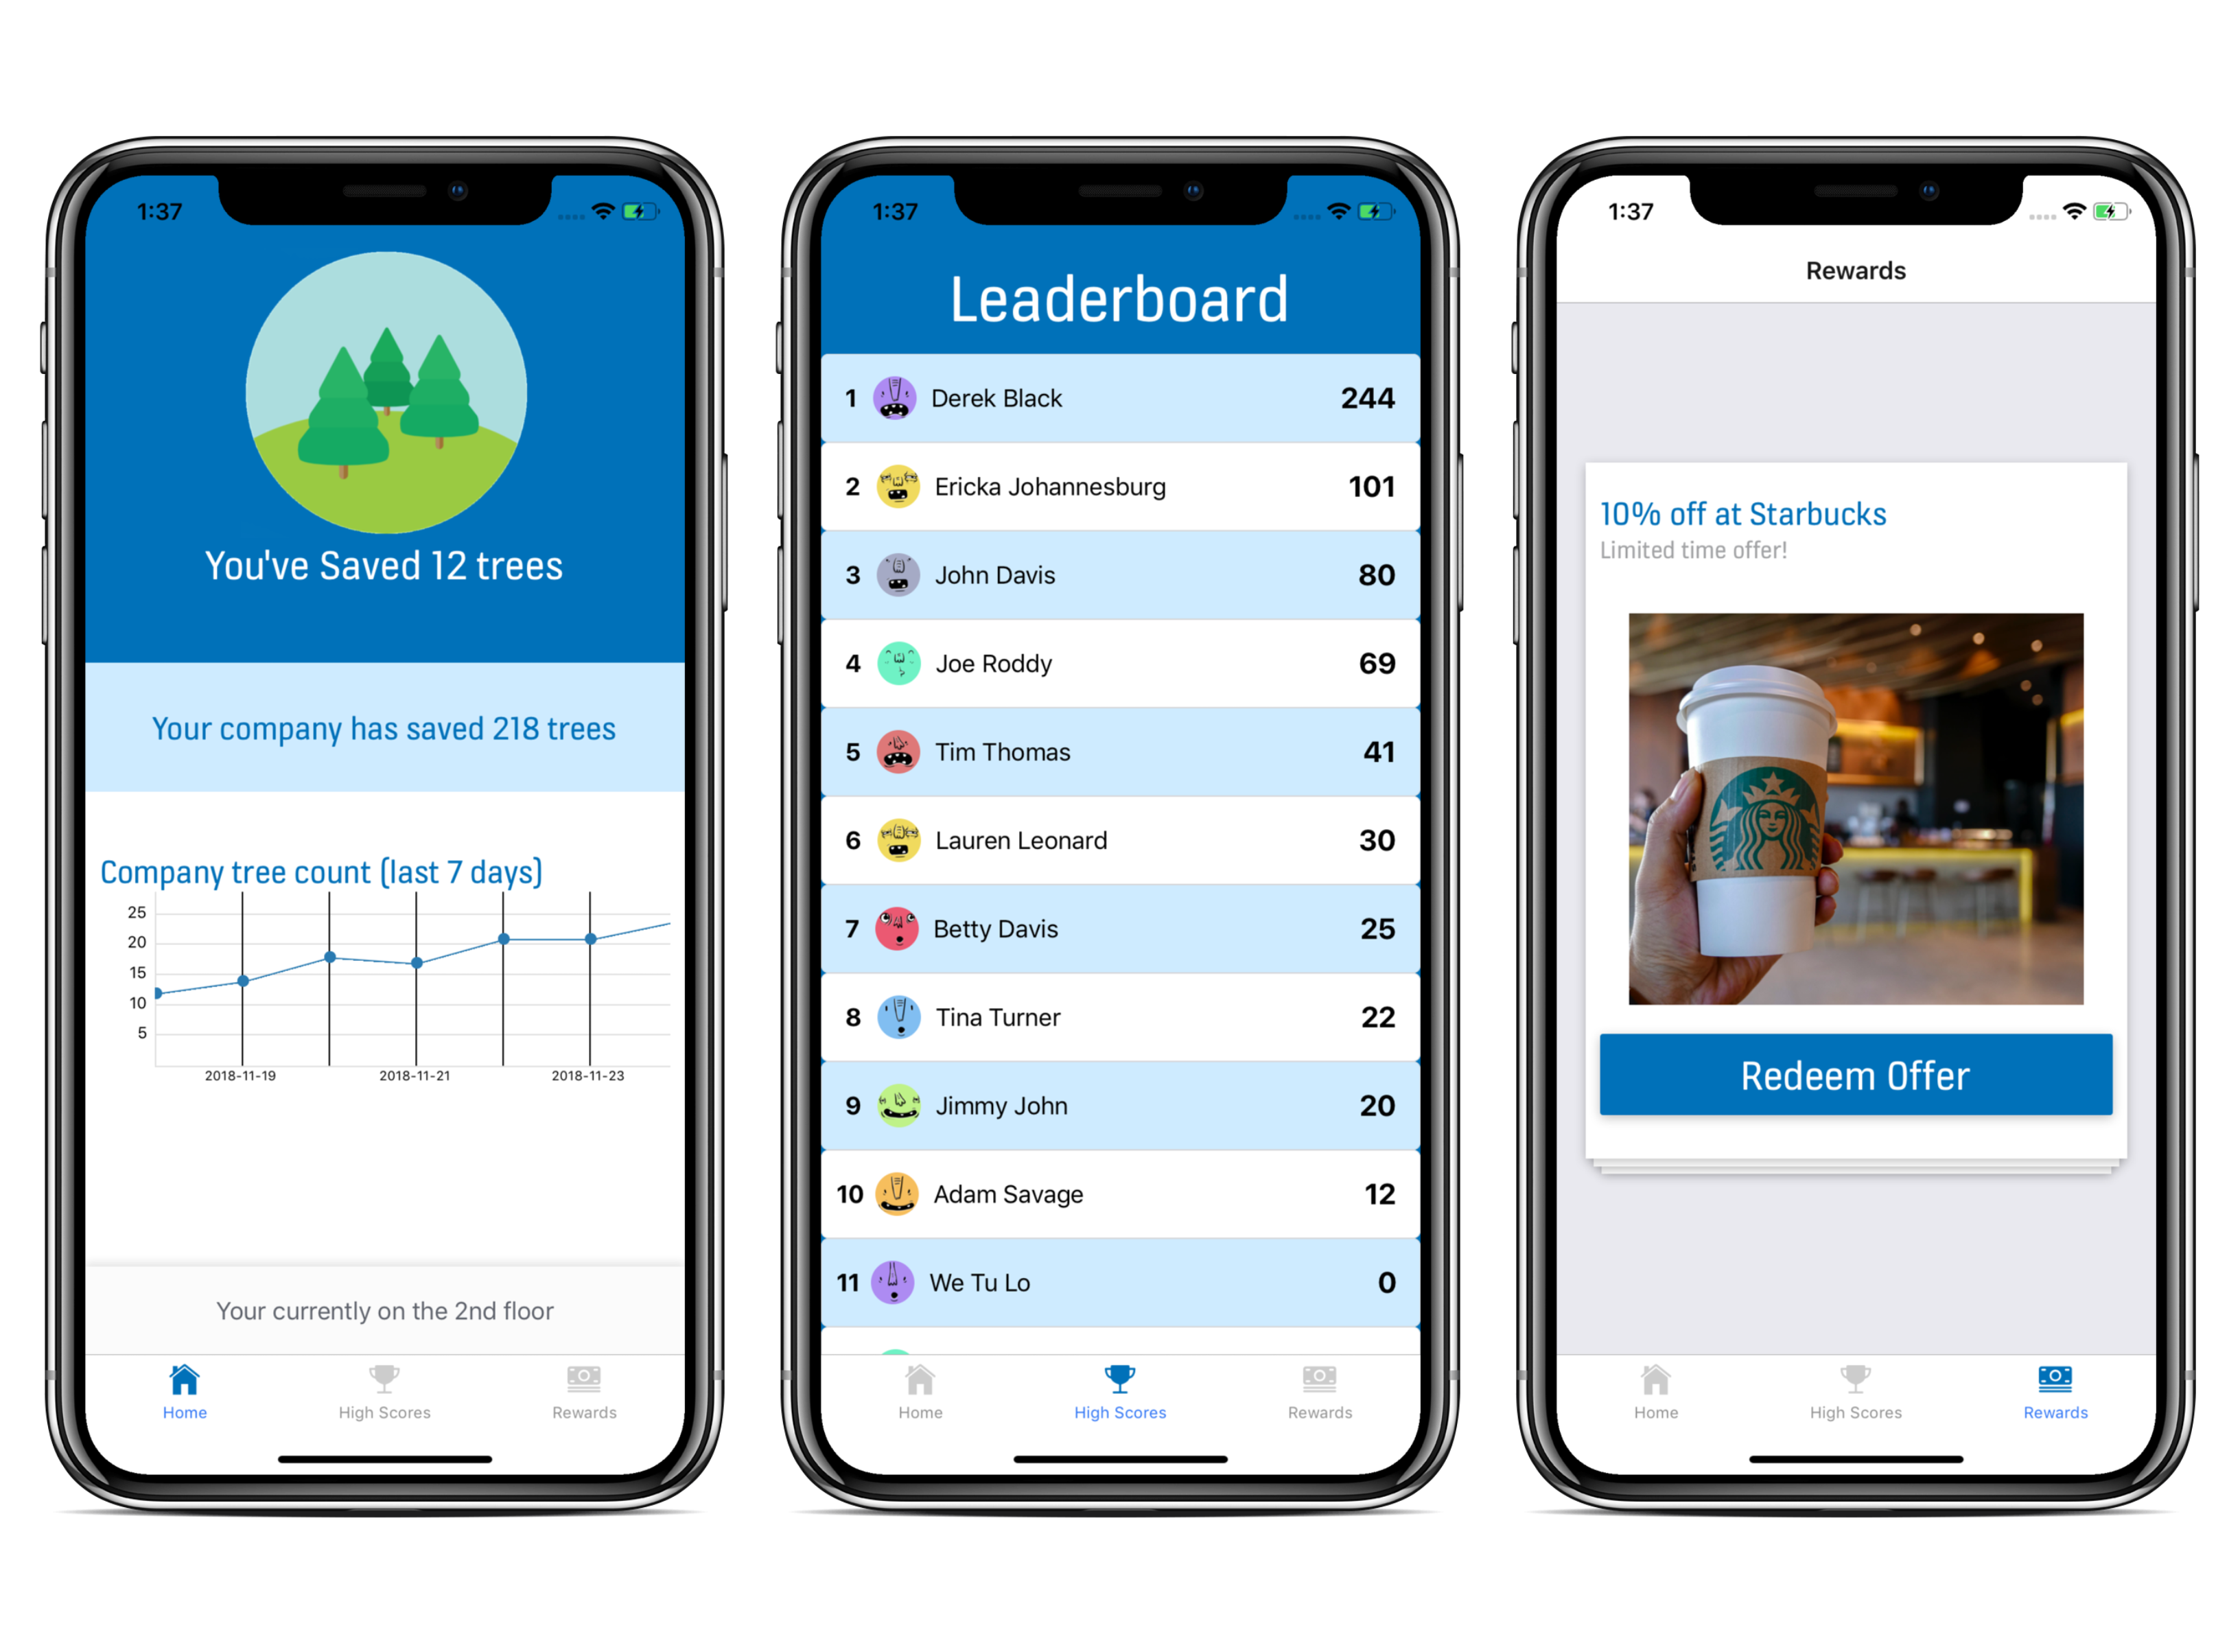 1:37
You've Saved 12 trees
Your company has saved 218 trees
Company tree count (last 7 days)
25
20
15
10
5
2018-11-19 2018-11-21 2018-11-23
Your currently on the 2nd floor
Home High Scores Rewards
1:37
Leaderboard
1 Derek Black 244
2 Ericka Johannesburg 101
3 John Davis 80
4 Joe Roddy 69
5 Tim Thomas 41
6 Lauren Leonard 30
7 Betty Davis 25
8 Tina Turner 22
9 Jimmy John 20
10 Adam Savage 12
11 We Tu Lo 0
Home High Scores Rewards
1:37
Rewards
10% off at Starbucks
Limited time offer!
Redeem Offer
Home High Scores Rewards